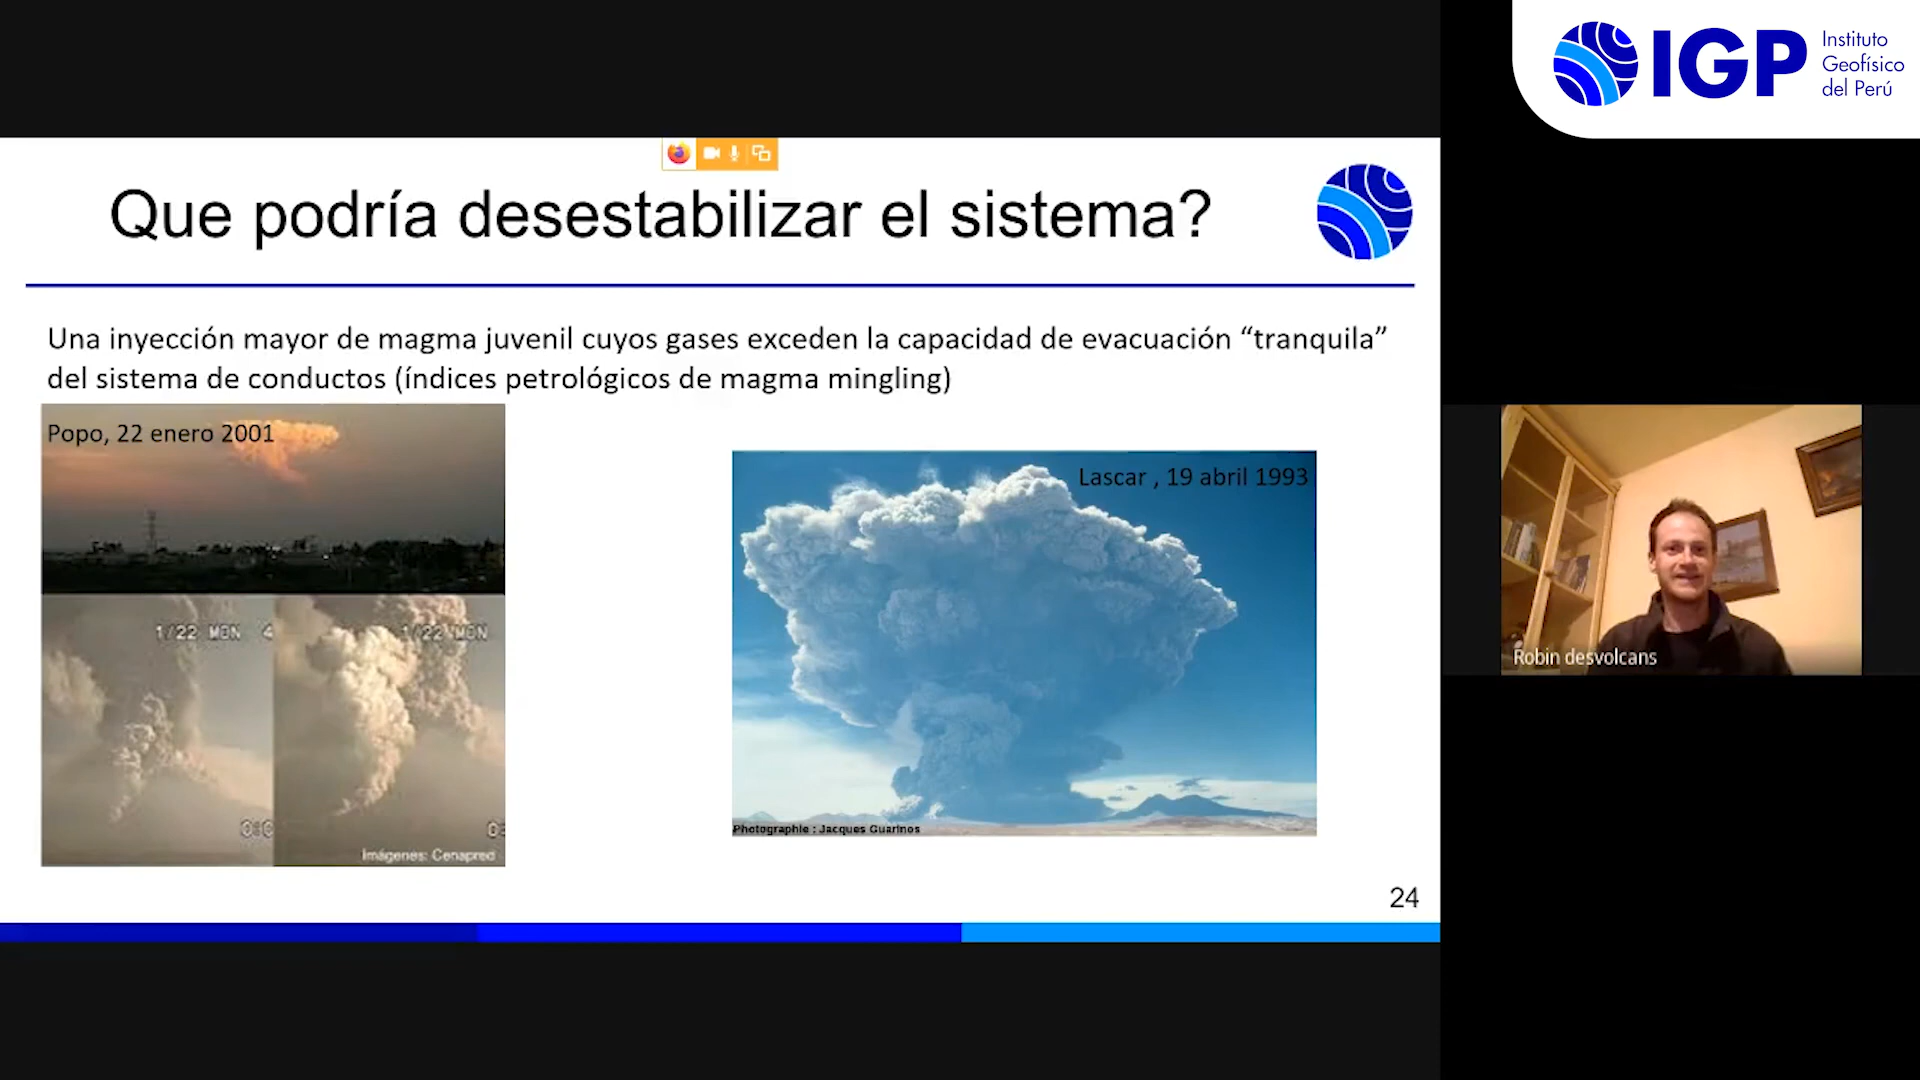 IGP
Instituto
Geofísico
del Perú
Que podría desestabilizar el sistema?
Una inyección mayor de magma juvenil cuyos gases exceden la capacidad de evacuación “tranquila”
del sistema de conductos (índices petrológicos de magma mingling)
Popo, 22 enero 2001
Lascar , 19 abril 1993
1/22 MON 4
1/22 MON
Imágenes: Cenapred
Photographie : Jacques Guarinos
Robin desvolcans
24